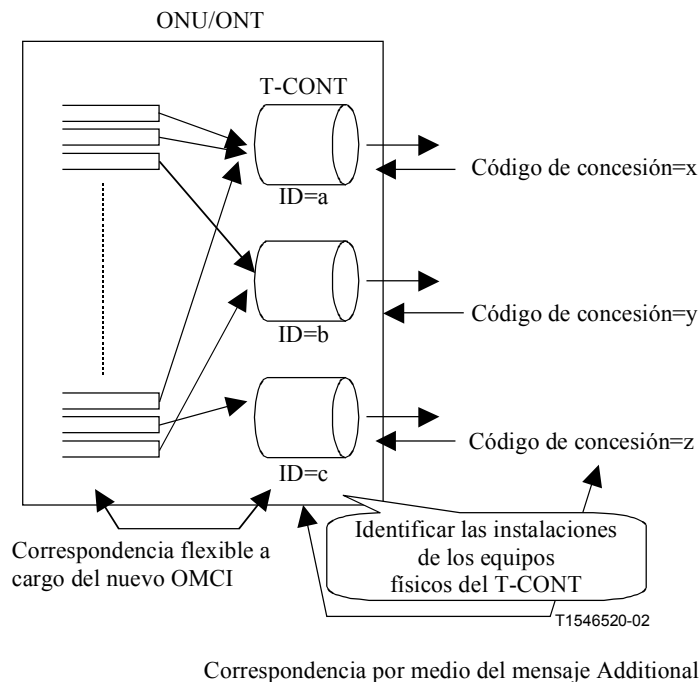 ONU/ONT
T-CONT
Código de concesión=x
ID=a
Código de concesión=y
ID=b
Código de concesión=z
ID=c
Identificar las instalaciones
de los equipos
físicos del T-CONT
Correspondencia flexible a
cargo del nuevo OMCI
T1546520-02
Correspondencia por medio del mensaje Additional